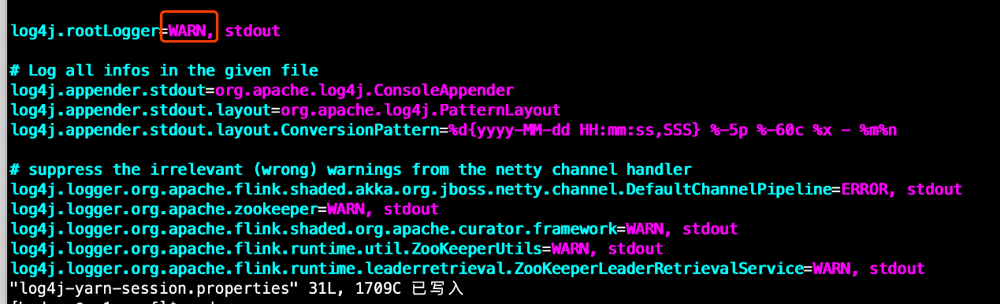 log4j.rootLogger=WARN, stdout
# Log all infos in the given file
log4j.appender.stdout=org.apache.log4j.ConsoleAppender
log4j.appender.stdout.layout=org.apache.log4j.PatternLayout
log4j.appender.stdout.layout.ConversionPattern=%d{yyyy-MM-dd HH:mm:ss,SSS} %-5p %-60c %x - %m%n
# suppress the irrelevant (wrong) warnings from the netty channel handler
log4j.logger.org.apache.flink.shaded.akka.org.jboss.netty.channel.DefaultChannelPipeline=ERROR, stdout
log4j.logger.org.apache.zookeeper=WARN, stdout
log4j.logger.org.apache.flink.shaded.org.apache.curator.framework=WARN, stdout
log4j.logger.org.apache.flink.runtime.util.ZooKeeperUtils=WARN, stdout
log4j.logger.org.apache.flink.runtime.leaderretrieval.ZooKeeperLeaderRetrievalService=WARN, stdout
"log4j-yarn-session.properties" 31L, 1709C 已写入